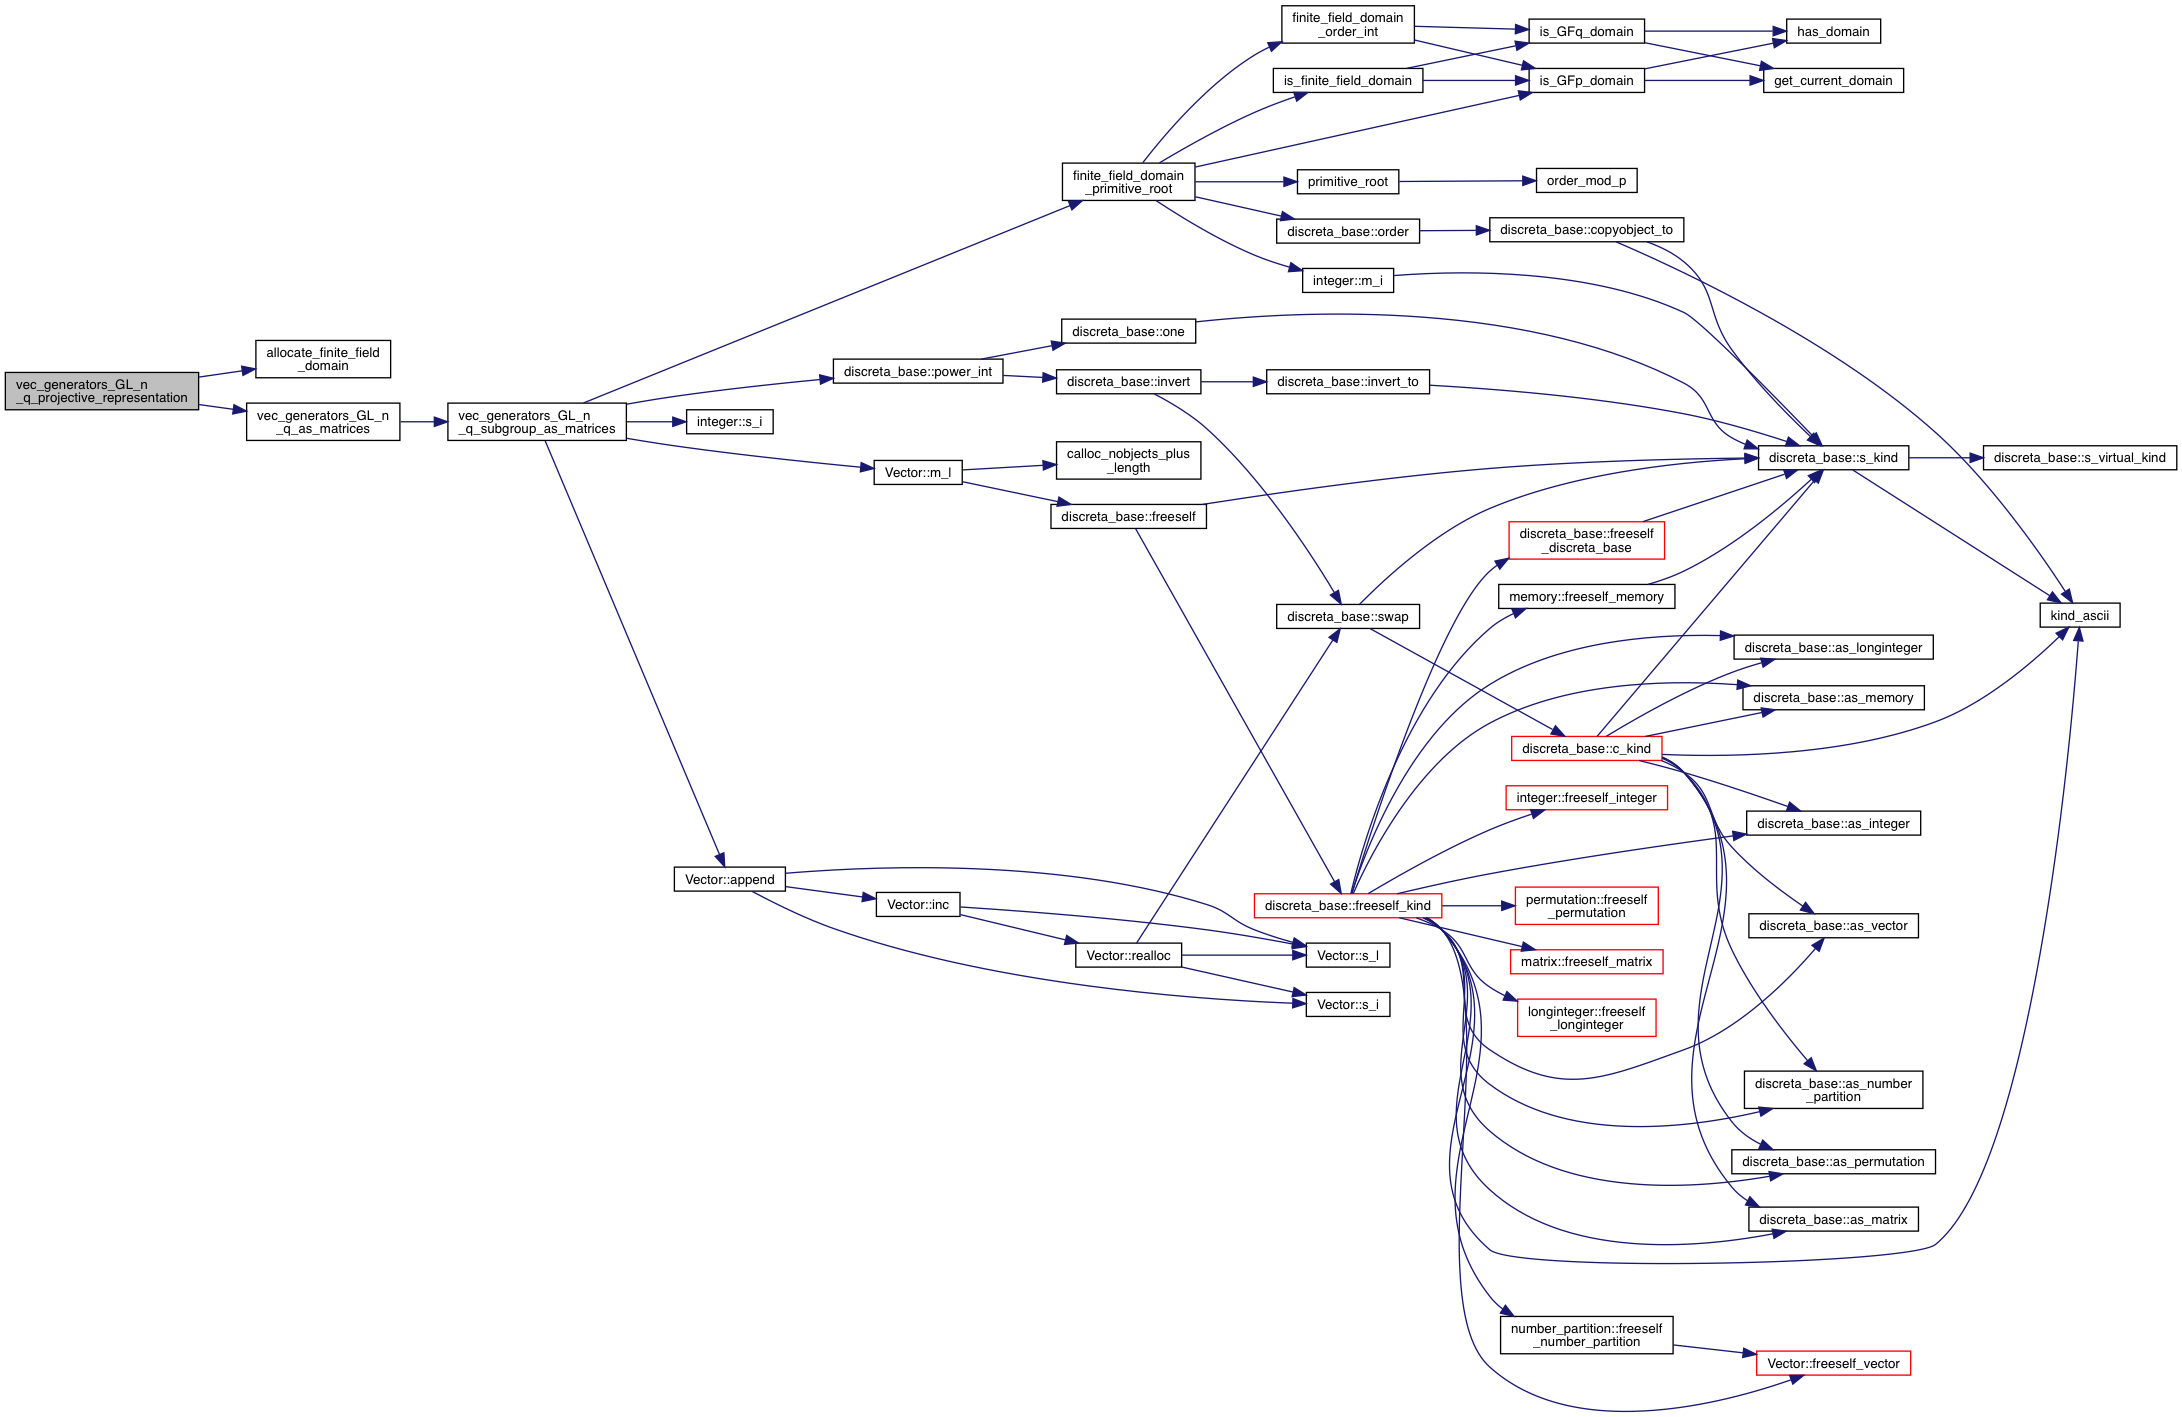 vec_generators_GL_n
_q_projective_representation
allocate_finite_field
_domain
vec_generators_GL_n
_q_as_matrices
vec_generators_GL_n
_q_subgroup_as_matrices
finite_field_domain
_primitive_root
finite_field_domain
_order_int
is_GFq_domain
has_domain
is_finite_field_domain
is_GFp_domain
get_current_domain
primitive_root
order_mod_p
discreta_base::order
discreta_base::copyobject_to
integer::m_i
discreta_base::power_int
discreta_base::one
discreta_base::invert
discreta_base::invert_to
integer::s_i
Vector::m_l
calloc_nobjects_plus
_length
discreta_base::freeself
discreta_base::s_kind
discreta_base::s_virtual_kind
discreta_base::freeself
_discreta_base
memory::freeself_memory
discreta_base::swap
kind_ascii
discreta_base::as_longinteger
discreta_base::as_memory
discreta_base::c_kind
integer::freeself_integer
discreta_base::as_integer
Vector::append
Vector::inc
Vector::realloc
Vector::s_l
Vector::s_i
discreta_base::freeself_kind
permutation::freeself
_permutation
matrix::freeself_matrix
longinteger::freeself
_longinteger
discreta_base::as_vector
discreta_base::as_number
_partition
discreta_base::as_permutation
discreta_base::as_matrix
number_partition::freeself
_number_partition
Vector::freeself_vector